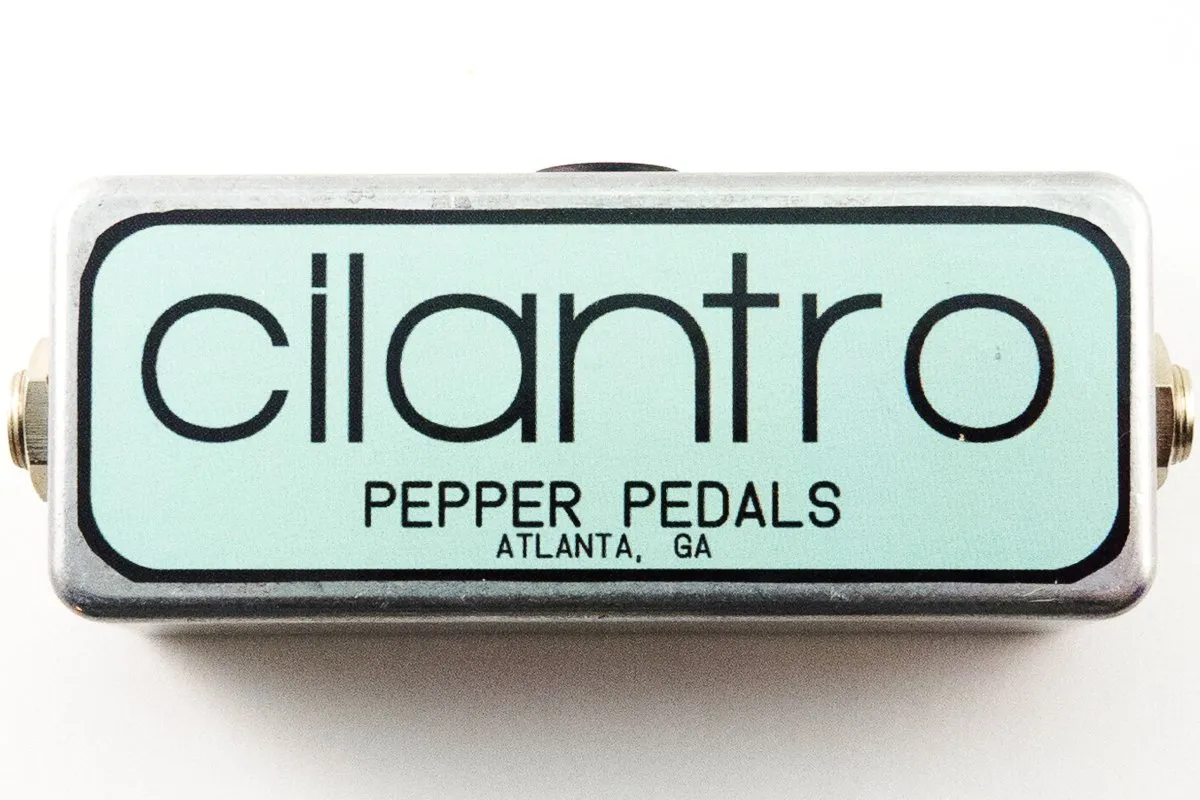 cilantro
PEPPER PEDALS
ATLANTA, GA